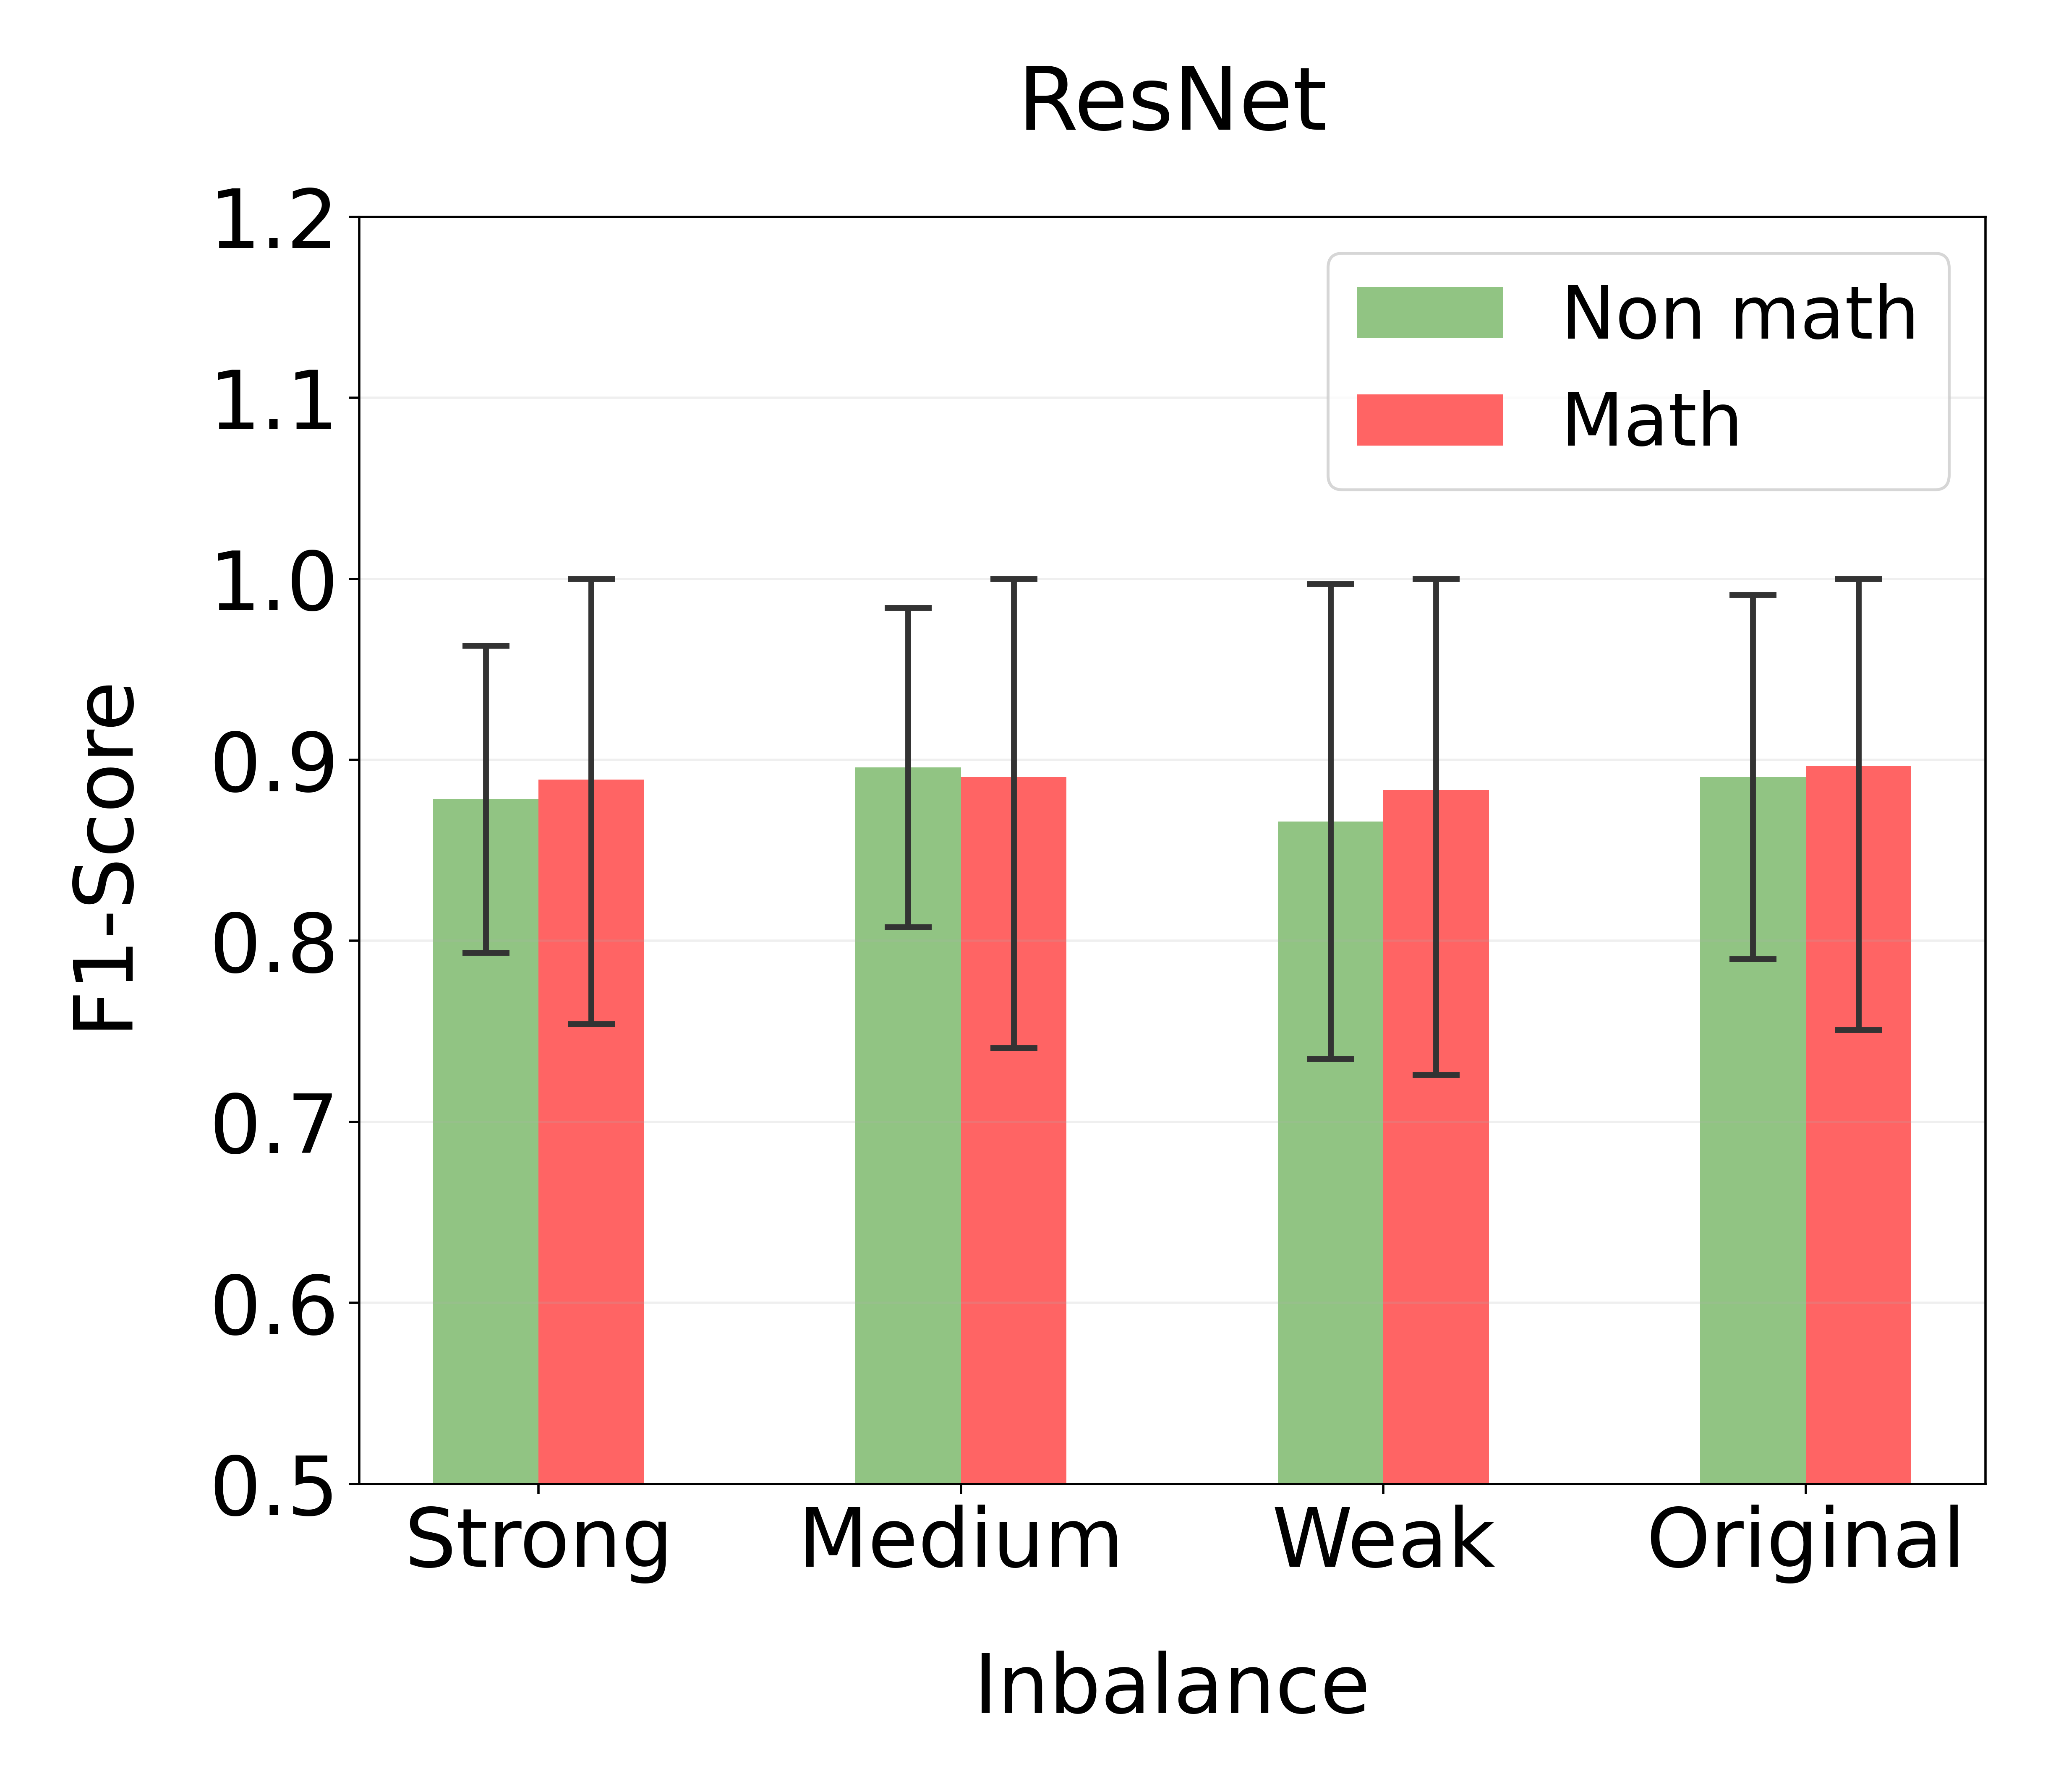 ResNet
1.2
1.1
1.0
0.9
0.8
0.7
0.6
0.5
F1-Score
Non math
Math
Strong Medium Weak Original
Inbalance